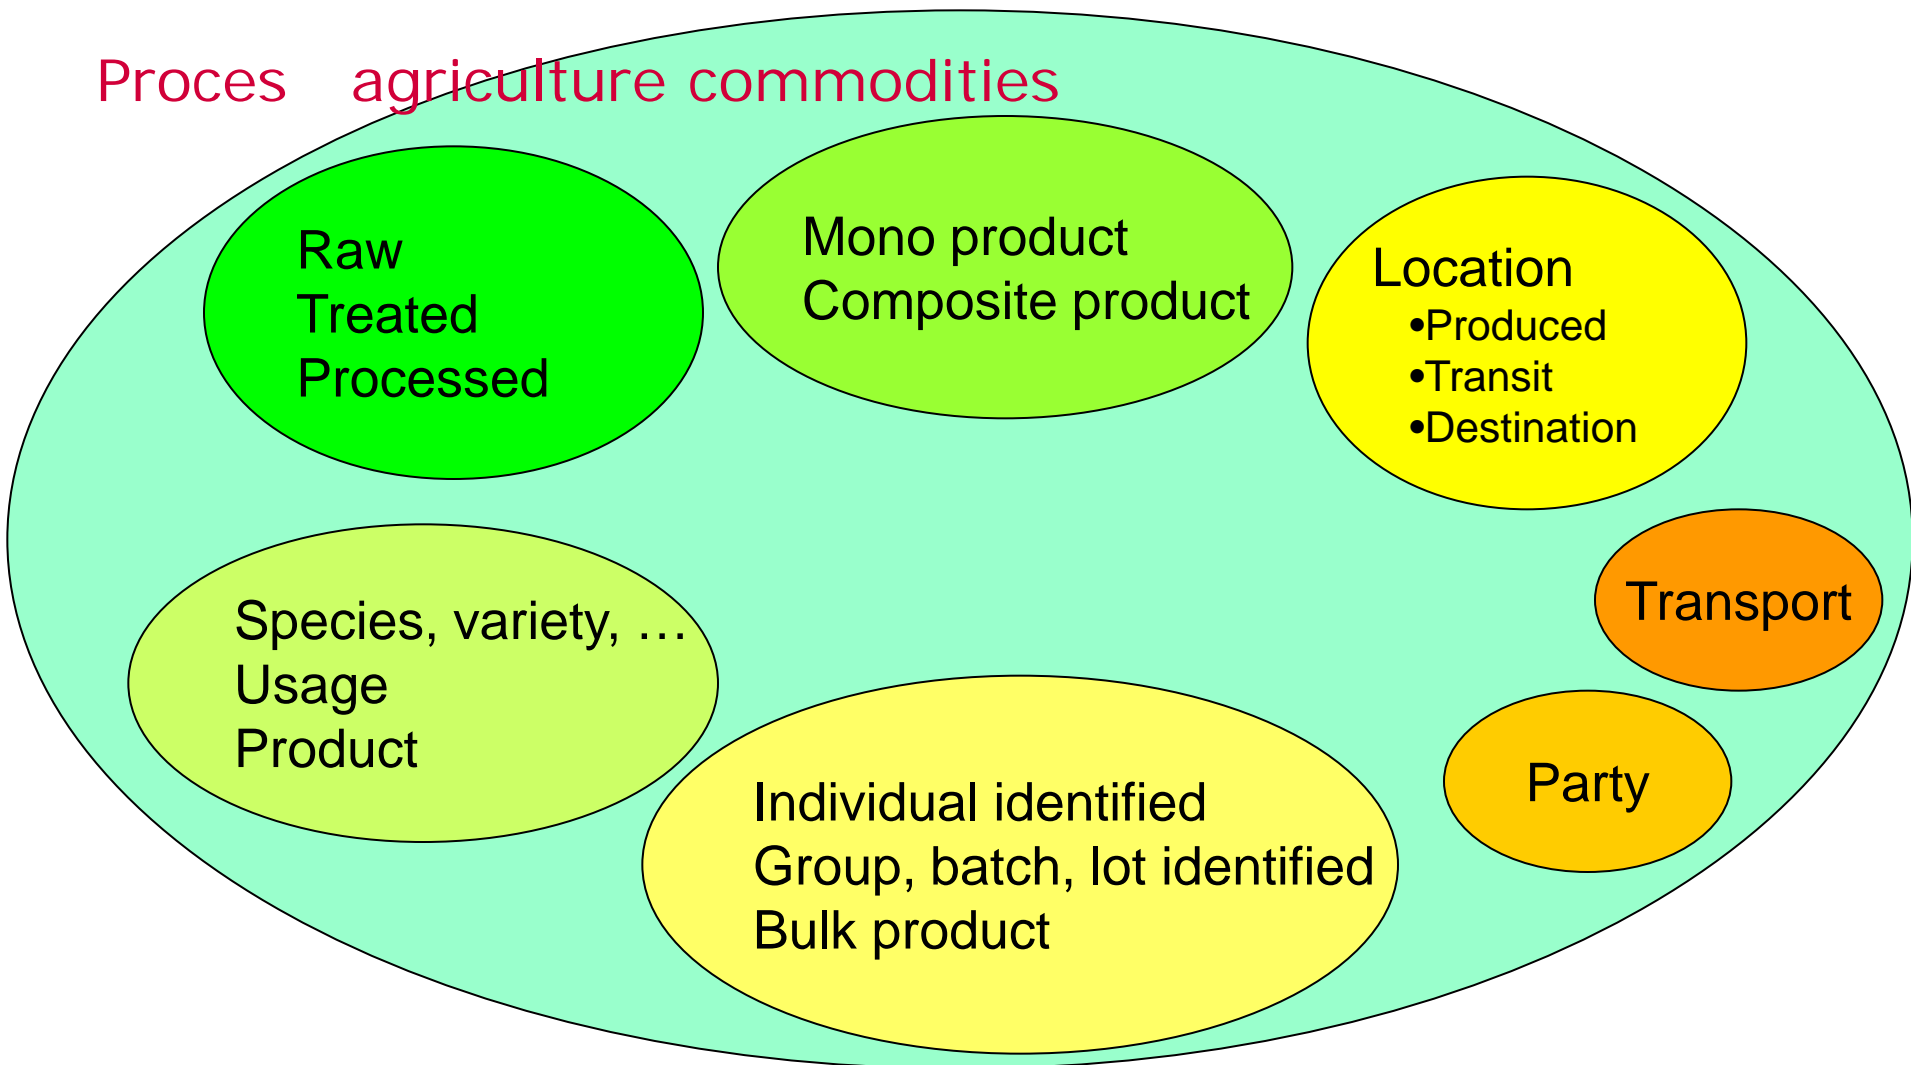 Proces agriculture commodities
Raw
Treated
Processed
Mono product
Composite product
Location
•Produced
•Transit
•Destination
Transport
Party
Species, variety, …
Usage
Product
Individual identified
Group, batch, lot identified
Bulk product